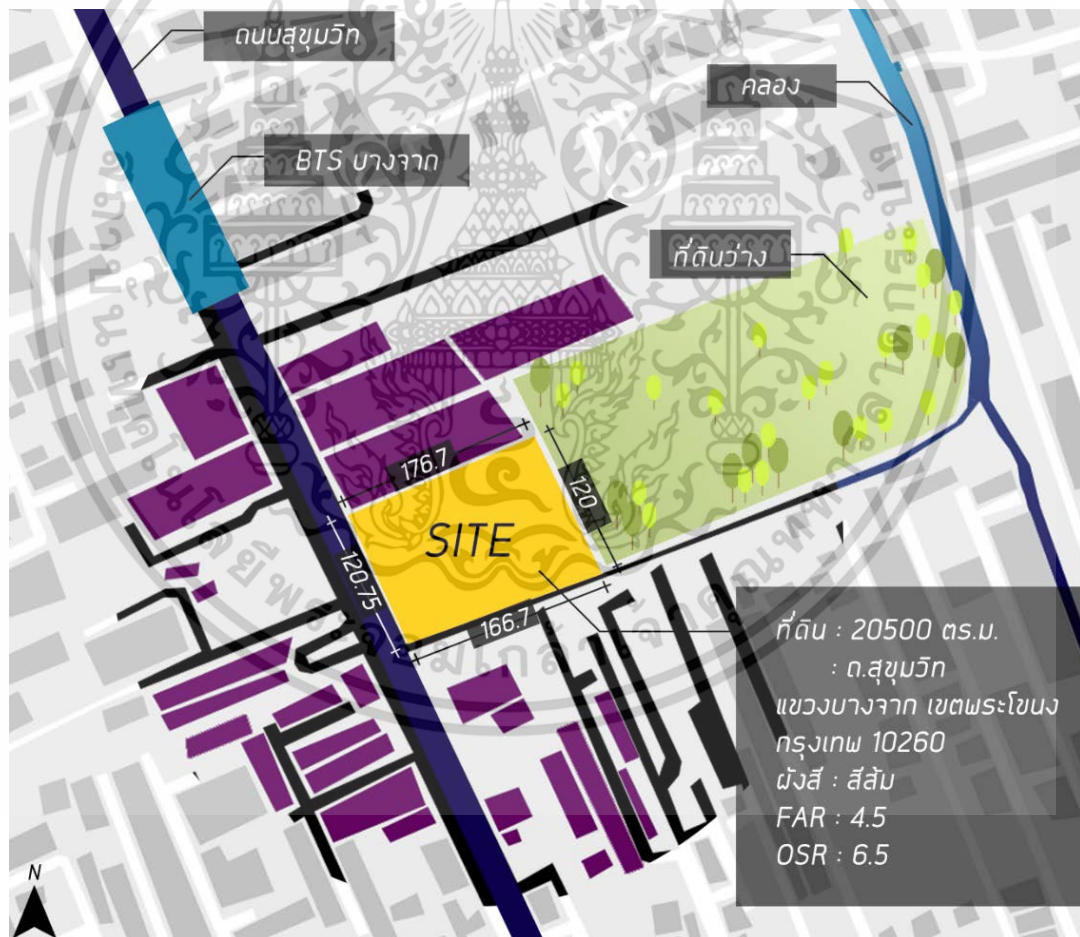 ถนนสุขุมวิท
คลอง
BTS บางจาก
ที่ดินว่าง
176.7
120
SITE
120.75
166.7
ที่ดิน : 20500 ตร.ม.
: ถ.สุขุมวิท
แขวงบางจาก เขตพระโขนง
กรุงเทพ 10260
ผังสี : สีส้ม
FAR : 4.5
OSR : 6.5
N